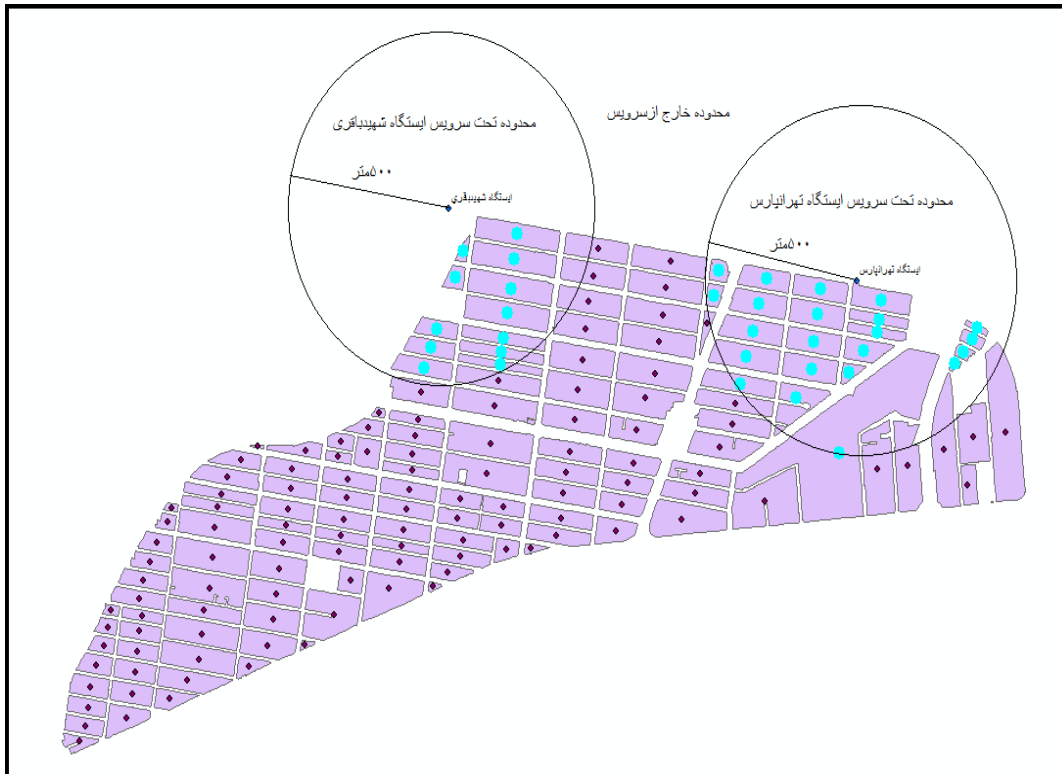 محدوده خارج ازسرویس
محدوده تحت سرویس ایستگاه شهیدباقری
۵۰۰متر
ایستگاه شهیدباقری
محدوده تحت سرویس ایستگاه تهرانپارس
۵۰۰متر
ایستگاه تهرانپارس